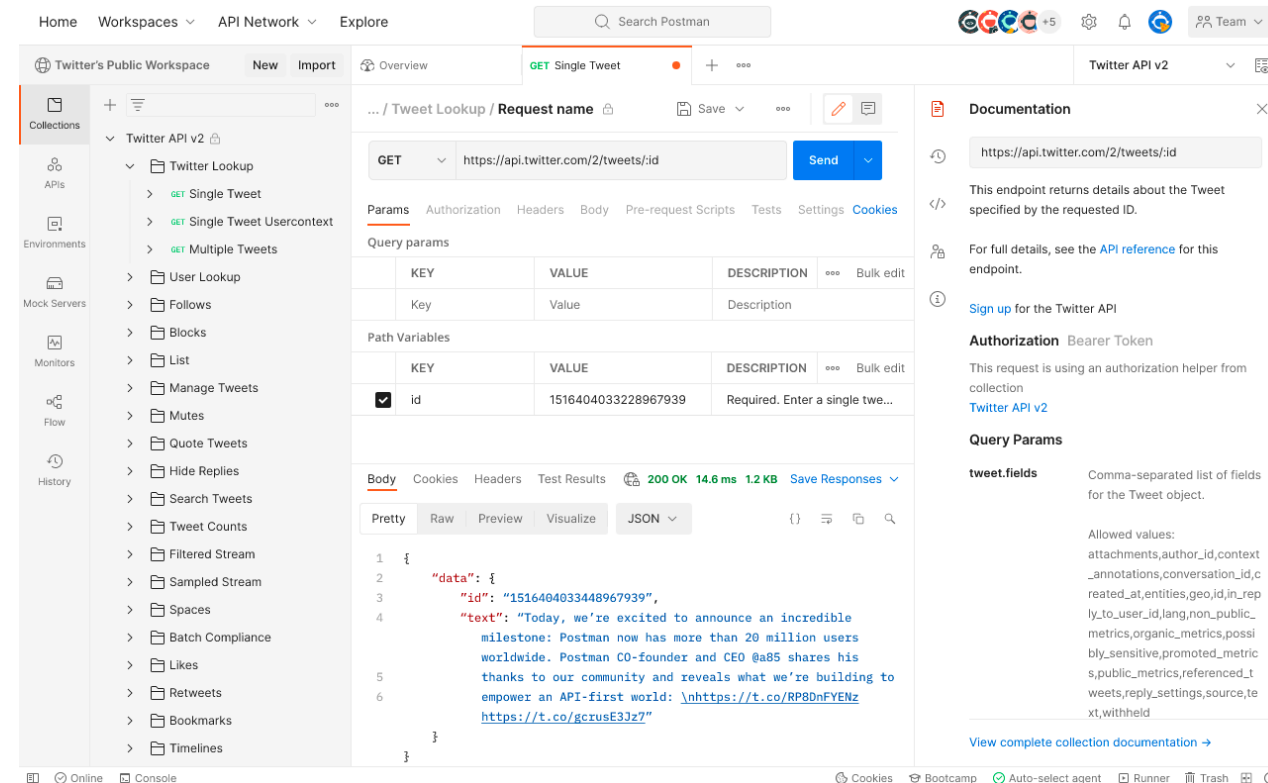 Home Workspaces API Network Explore Search Postman +5 Team
Twitter's Public Workspace New Import Overview GET Single Tweet Twitter API v2
Collections
APIs
Environments
Mock Servers
Monitors
Flow
History
Twitter API v2
Twitter Lookup
GET Single Tweet
GET Single Tweet Usercontext
GET Multiple Tweets
User Lookup
Follows
Blocks
List
Manage Tweets
Mutes
Quote Tweets
Hide Replies
Search Tweets
Tweet Counts
Filtered Stream
Sampled Stream
Spaces
Batch Compliance
Likes
Retweets
Bookmarks
Timelines
... / Tweet Lookup / Request name Save
GET https://api.twitter.com/2/tweets/:id Send
Params Authorization Headers Body Pre-request Scripts Tests Settings Cookies
Query params
KEY VALUE DESCRIPTION Bulk edit
Key Value Description
Path Variables
KEY VALUE DESCRIPTION Bulk edit
id 1516404033228967939 Required. Enter a single twe...
Body Cookies Headers Test Results 200 OK 14.6 ms 1.2 KB Save Responses
Pretty Raw Preview Visualize JSON {}
1 {
2 “data”: {
3 ”id”: “1516404033448967939”,
4 “text”: “Today, we’re excited to announce an incredible
milestone: Postman now has more than 20 million users
worldwide. Postman CO-founder and CEO @a85 shares his
5 thanks to our community and reveals what we’re building to
6 empower an API-first world: \nhttps://t.co/RP8DnFYENz
https://t.co/gcrusE3Jz7”
}
}
Documentation
https://api.twitter.com/2/tweets/:id
This endpoint returns details about the Tweet
specified by the requested ID.
For full details, see the API reference for this
endpoint.
Sign up for the Twitter API
Authorization Bearer Token
This request is using an authorization helper from
collection
Twitter API v2
Query Params
tweet.fields Comma-separated list of fields
for the Tweet object.
Allowed values:
attachments,author_id,context
_annotations,conversation_id,c
reated_at,entities,geo,id,in_rep
ly_to_user_id,lang,non_public_
metrics,organic_metrics,possi
bly_sensitive,promoted_metric
s,public_metrics,referenced_t
weets,reply_settings,source,te
xt,withheld
View complete collection documentation →
Online Console Cookies Bootcamp Auto-select agent Runner Trash